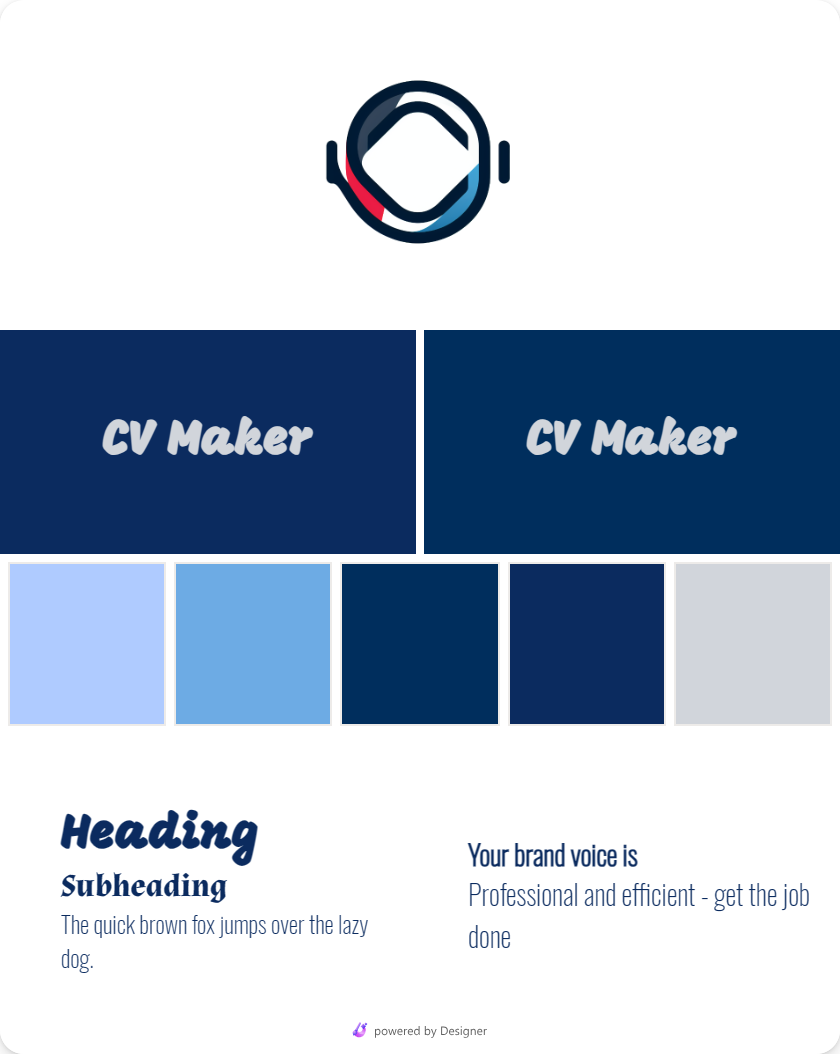 CV Maker
CV Maker
Heading
Subheading
The quick brown fox jumps over the lazy
dog.
Your brand voice is
Professional and efficient - get the job
done
powered by Designer